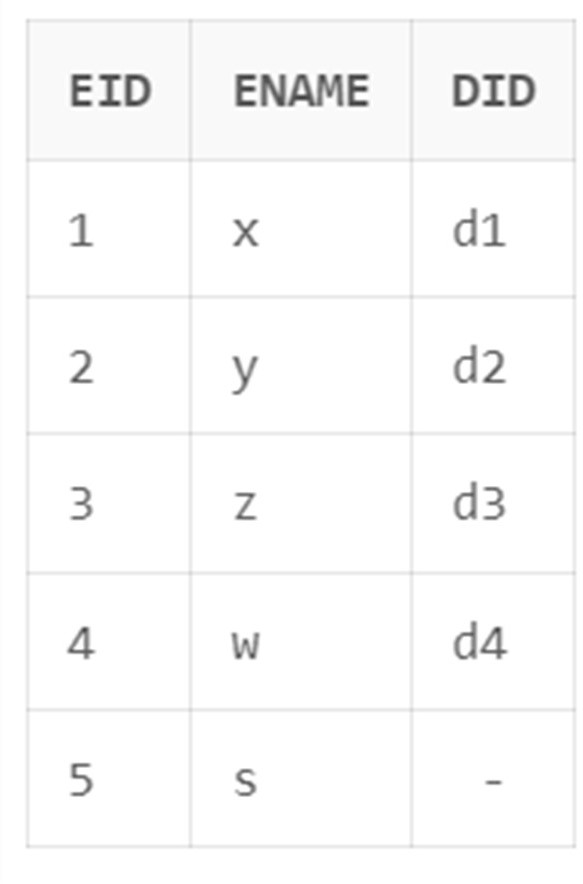 EID ENAME DID
1 x d1
2 y d2
3 z d3
4 w d4
5 s -